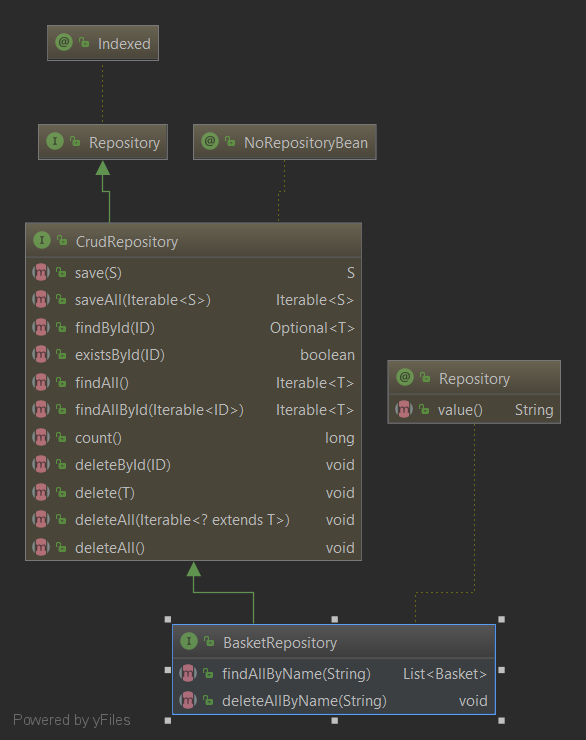 Indexed
Repository
NoRepositoryBean
CrudRepository
save(S) S
saveAll(Iterable<S>) Iterable<S>
findById(ID) Optional<T>
existsById(ID) boolean
findAll() Iterable<T>
findAllById(Iterable<ID>) Iterable<T>
count() long
deleteById(ID) void
delete(T) void
deleteAll(Iterable<? extends T>) void
deleteAll() void
Repository
value() String
BasketRepository
findAllByName(String) List<Basket>
deleteAllByName(String) void
Powered by yFiles